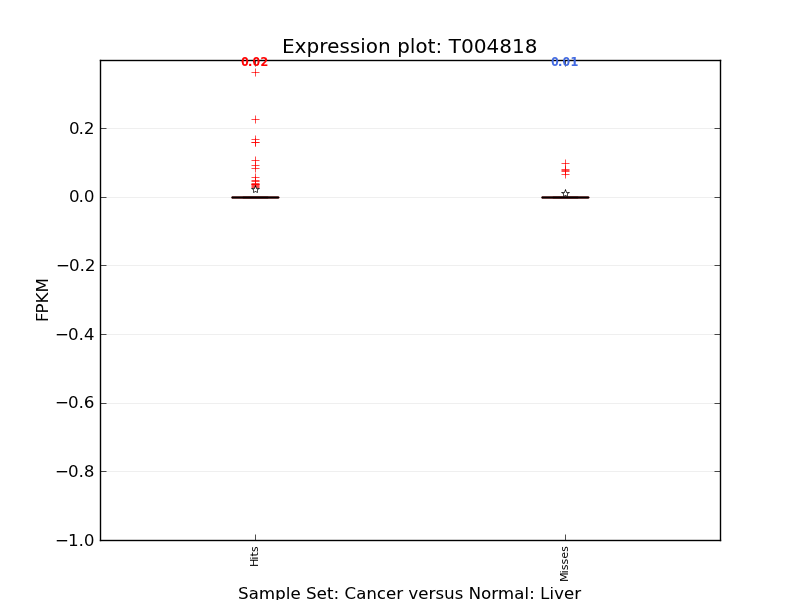 Expression plot: T004818
0.02
0.01
0.2
0.0
−0.2
−0.4
−0.6
−0.8
−1.0
FPKM
Hits
Misses
Sample Set: Cancer versus Normal: Liver